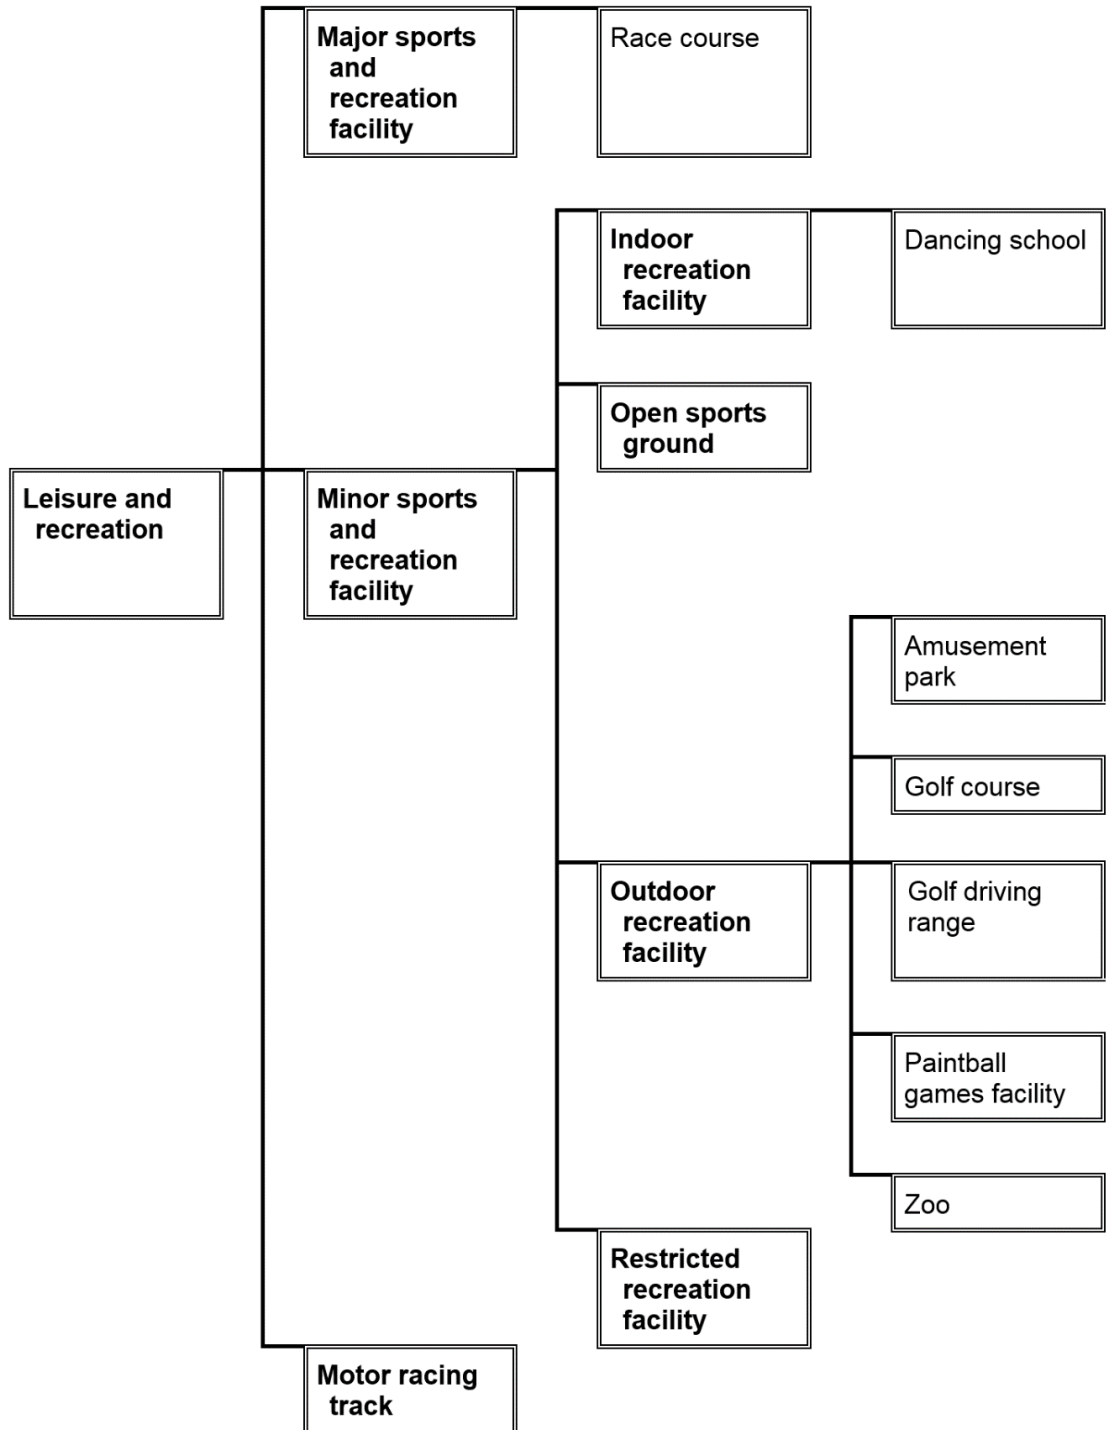 Major sports
and
recreation
facility
Race course
Indoor
recreation
facility
Dancing school
Open sports
ground
Leisure and
recreation
Minor sports
and
recreation
facility
Amusement
park
Golf course
Outdoor
recreation
facility
Golf driving
range
Paintball
games facility
Zoo
Restricted
recreation
facility
Motor racing
track